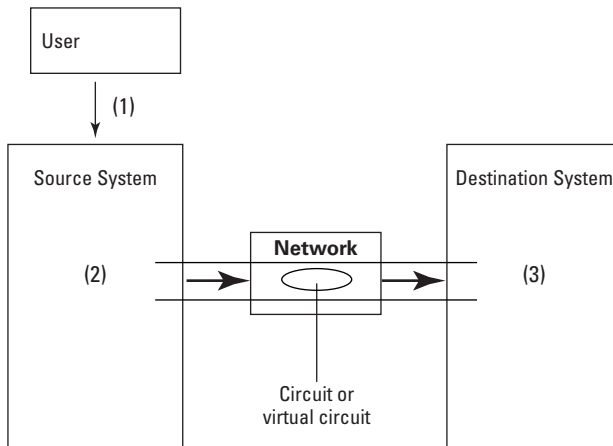 User
(1)
Source System
Destination System
Network
(2)
(3)
Circuit or
virtual circuit